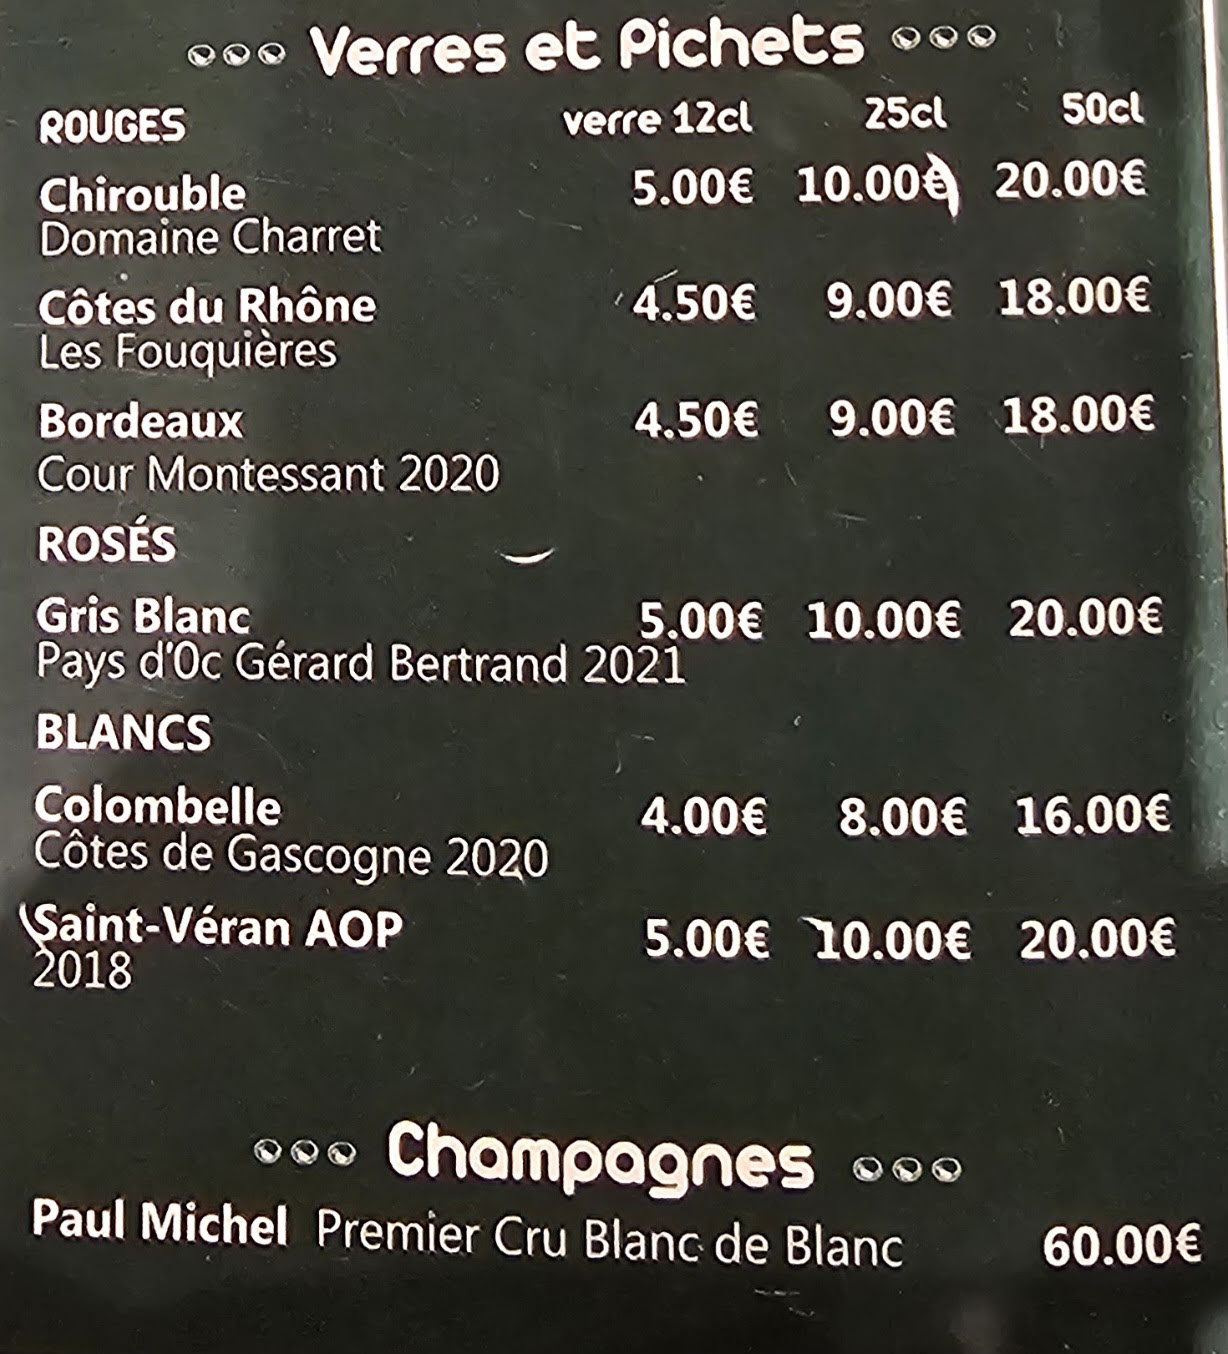 Verres et Pichets
ROUGES verre 12cl 25cl 50cl
Chirouble 5.00€ 10.00€ 20.00€
Domaine Charret
Côtes du Rhône 4.50€ 9.00€ 18.00€
Les Fouquières
Bordeaux 4.50€ 9.00€ 18.00€
Cour Montessant 2020
ROSÉS
Gris Blanc 5.00€ 10.00€ 20.00€
Pays d'Oc Gérard Bertrand 2021
BLANCS
Colombelle 4.00€ 8.00€ 16.00€
Côtes de Gascogne 2020
Saint-Véran AOP 5.00€ 10.00€ 20.00€
2018
Champagnes
Paul Michel Premier Cru Blanc de Blanc 60.00€